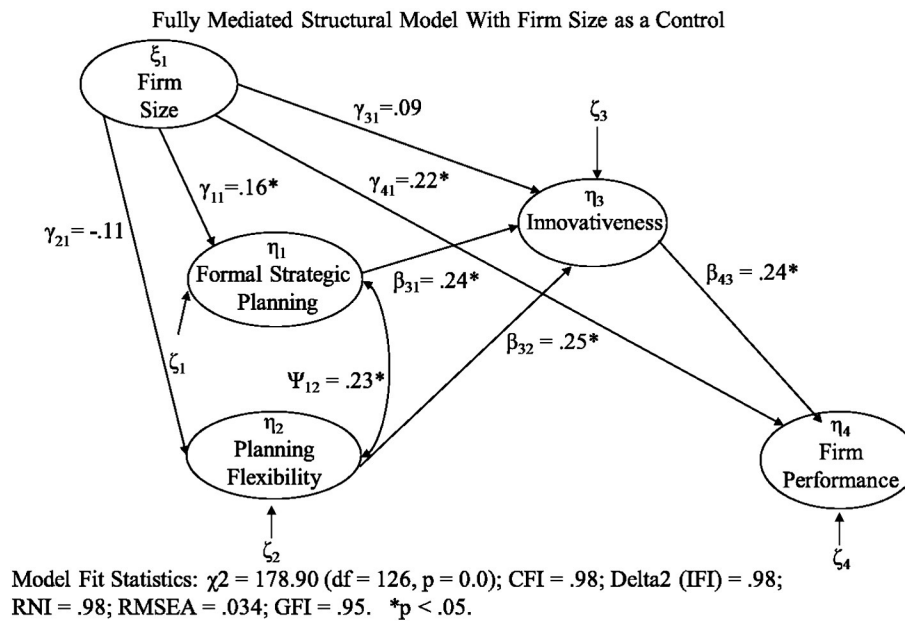 Fully Mediated Structural Model With Firm Size as a Control
ξ₁
Firm
Size
γ₃₁=.09
ζ₃
γ₁₁=.16*
γ₄₁=.22*
η₃
Innovativeness
γ₂₁= -.11
η₁
Formal Strategic
Planning
β₃₁= .24*
β₄₃= .24*
ζ₁
β₃₂ = .25*
Ψ₁₂ = .23*
η₂
Planning
Flexibility
η₄
Firm
Performance
ζ₂
ζ₄
Model Fit Statistics: χ2 = 178.90 (df = 126, p = 0.0); CFI = .98; Delta2 (IFI) = .98;
RNI = .98; RMSEA = .034; GFI = .95. *p < .05.